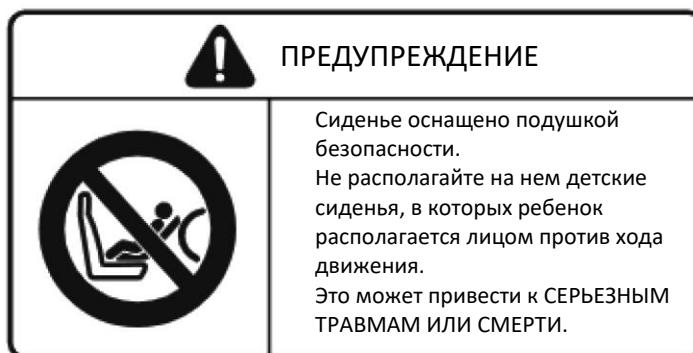 ПРЕДУПРЕЖДЕНИЕ
Сиденье оснащено подушкой
безопасности.
Не располагайте на нем детские
сиденья, в которых ребенок
располагается лицом против хода
движения.
Это может привести к СЕРЬЕЗНЫМ
ТРАВМАМ ИЛИ СМЕРТИ.